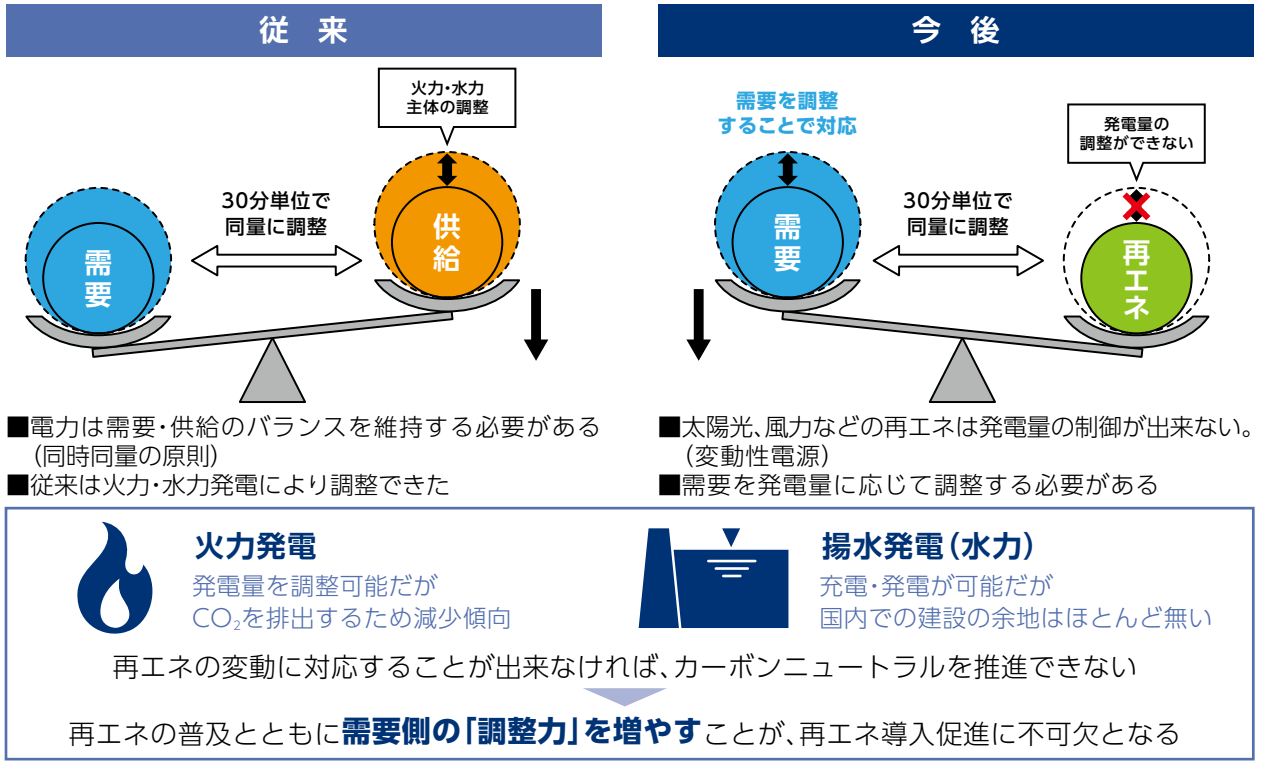 従 来
火力・水力
主体の調整
30分単位で
同量に調整
需要
供給
■電力は需要・供給のバランスを維持する必要がある
(同時同量の原則)
■従来は火力・水力発電により調整できた
今 後
需要を調整
することで対応
発電量の
調整ができない
30分単位で
同量に調整
需要
再エネ
■太陽光、風力などの再エネは発電量の制御が出来ない。
(変動性電源)
■需要を発電量に応じて調整する必要がある
火力発電
発電量を調整可能だが
CO₂を排出するため減少傾向
揚水発電(水力)
充電・発電が可能だが
国内での建設の余地はほとんど無い
再エネの変動に対応することが出来なければ、カーボンニュートラルを推進できない
再エネの普及とともに需要側の「調整力」を増やすことが、再エネ導入促進に不可欠となる